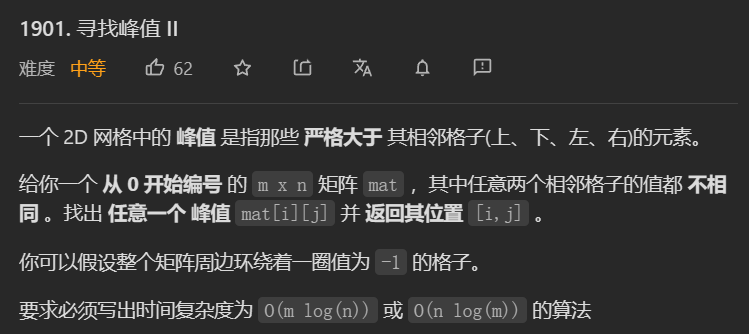 1901. 寻找峰值 II
难度 中等 62
一个 2D 网格中的 峰值 是指那些 严格大于 其相邻格子(上、下、左、右)的元素。
给你一个 从 0 开始编号 的 m x n 矩阵 mat ，其中任意两个相邻格子的值都 不相
同 。找出 任意一个 峰值 mat[i][j] 并 返回其位置 [i,j] 。
你可以假设整个矩阵周边环绕着一圈值为 -1 的格子。
要求必须写出时间复杂度为 O(m log(n)) 或 O(n log(m)) 的算法